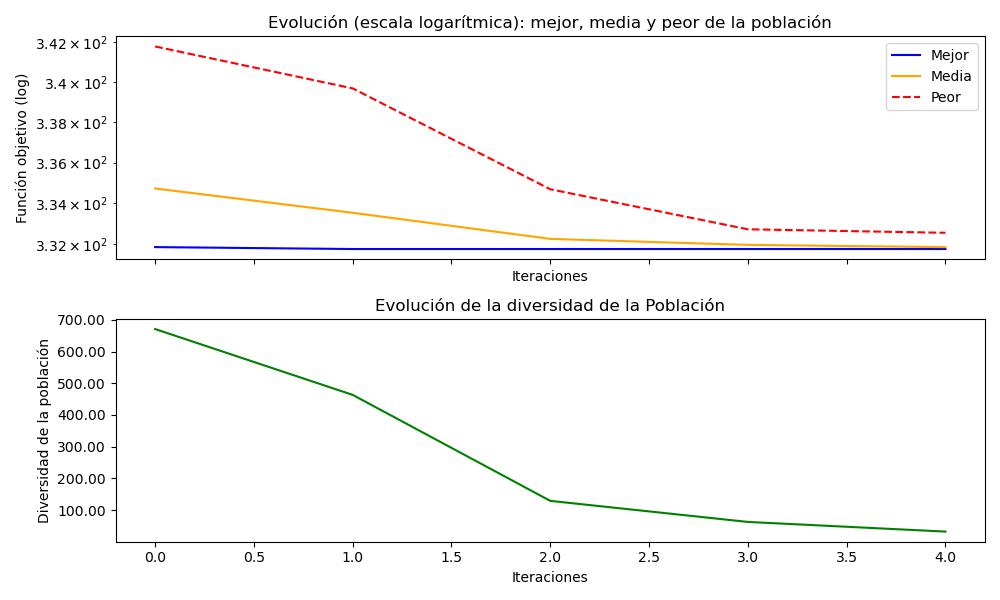 Evolución (escala logarítmica): mejor, media y peor de la población
Función objetivo (log)
3.42 × 10²
3.4 × 10²
3.38 × 10²
3.36 × 10²
3.34 × 10²
3.32 × 10²
Mejor
Media
Peor
Iteraciones
Evolución de la diversidad de la Población
Diversidad de la población
700.00
600.00
500.00
400.00
300.00
200.00
100.00
0.0 0.5 1.0 1.5 2.0 2.5 3.0 3.5 4.0
Iteraciones